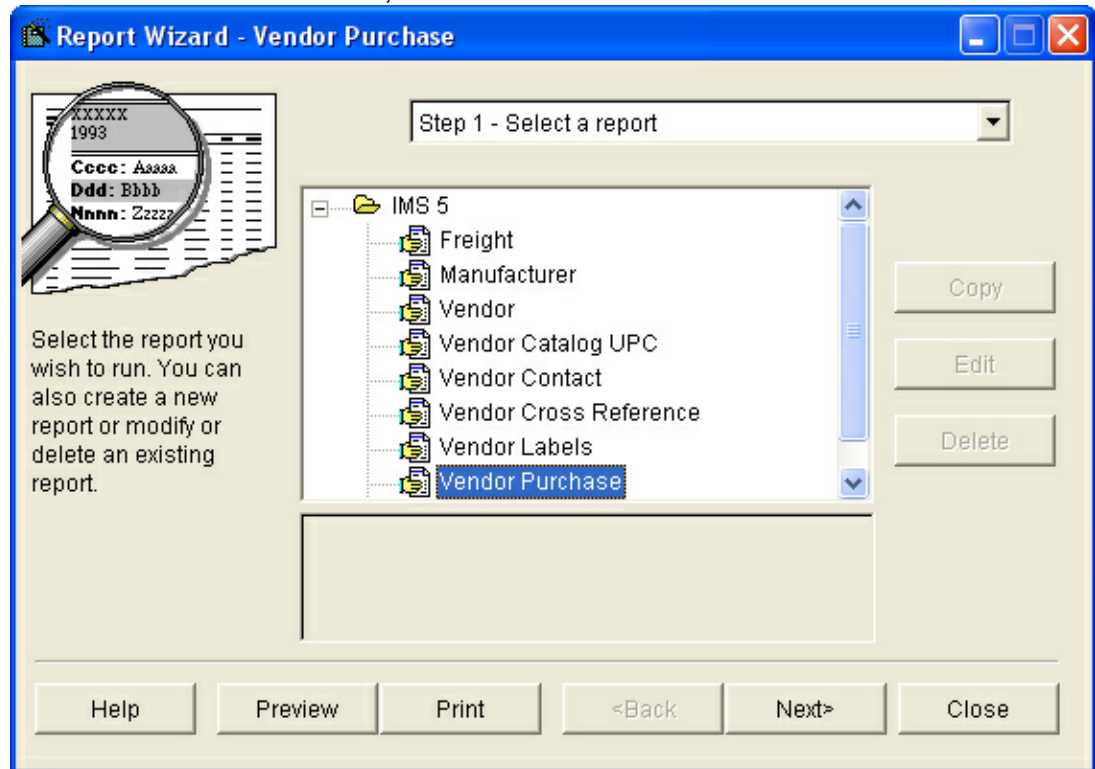 Report Wizard - Vendor Purchase
XXXXX
1993
Cccc: Aaaaa
Ddd: Bbbb
Nnnn: Zzzzz
Step 1 - Select a report
IMS 5
Freight
Manufacturer
Vendor
Vendor Catalog UPC
Vendor Contact
Vendor Cross Reference
Vendor Labels
Vendor Purchase
Copy
Edit
Delete
Select the report you
wish to run. You can
also create a new
report or modify or
delete an existing
report.
Help
Preview
Print
<Back
Next>
Close